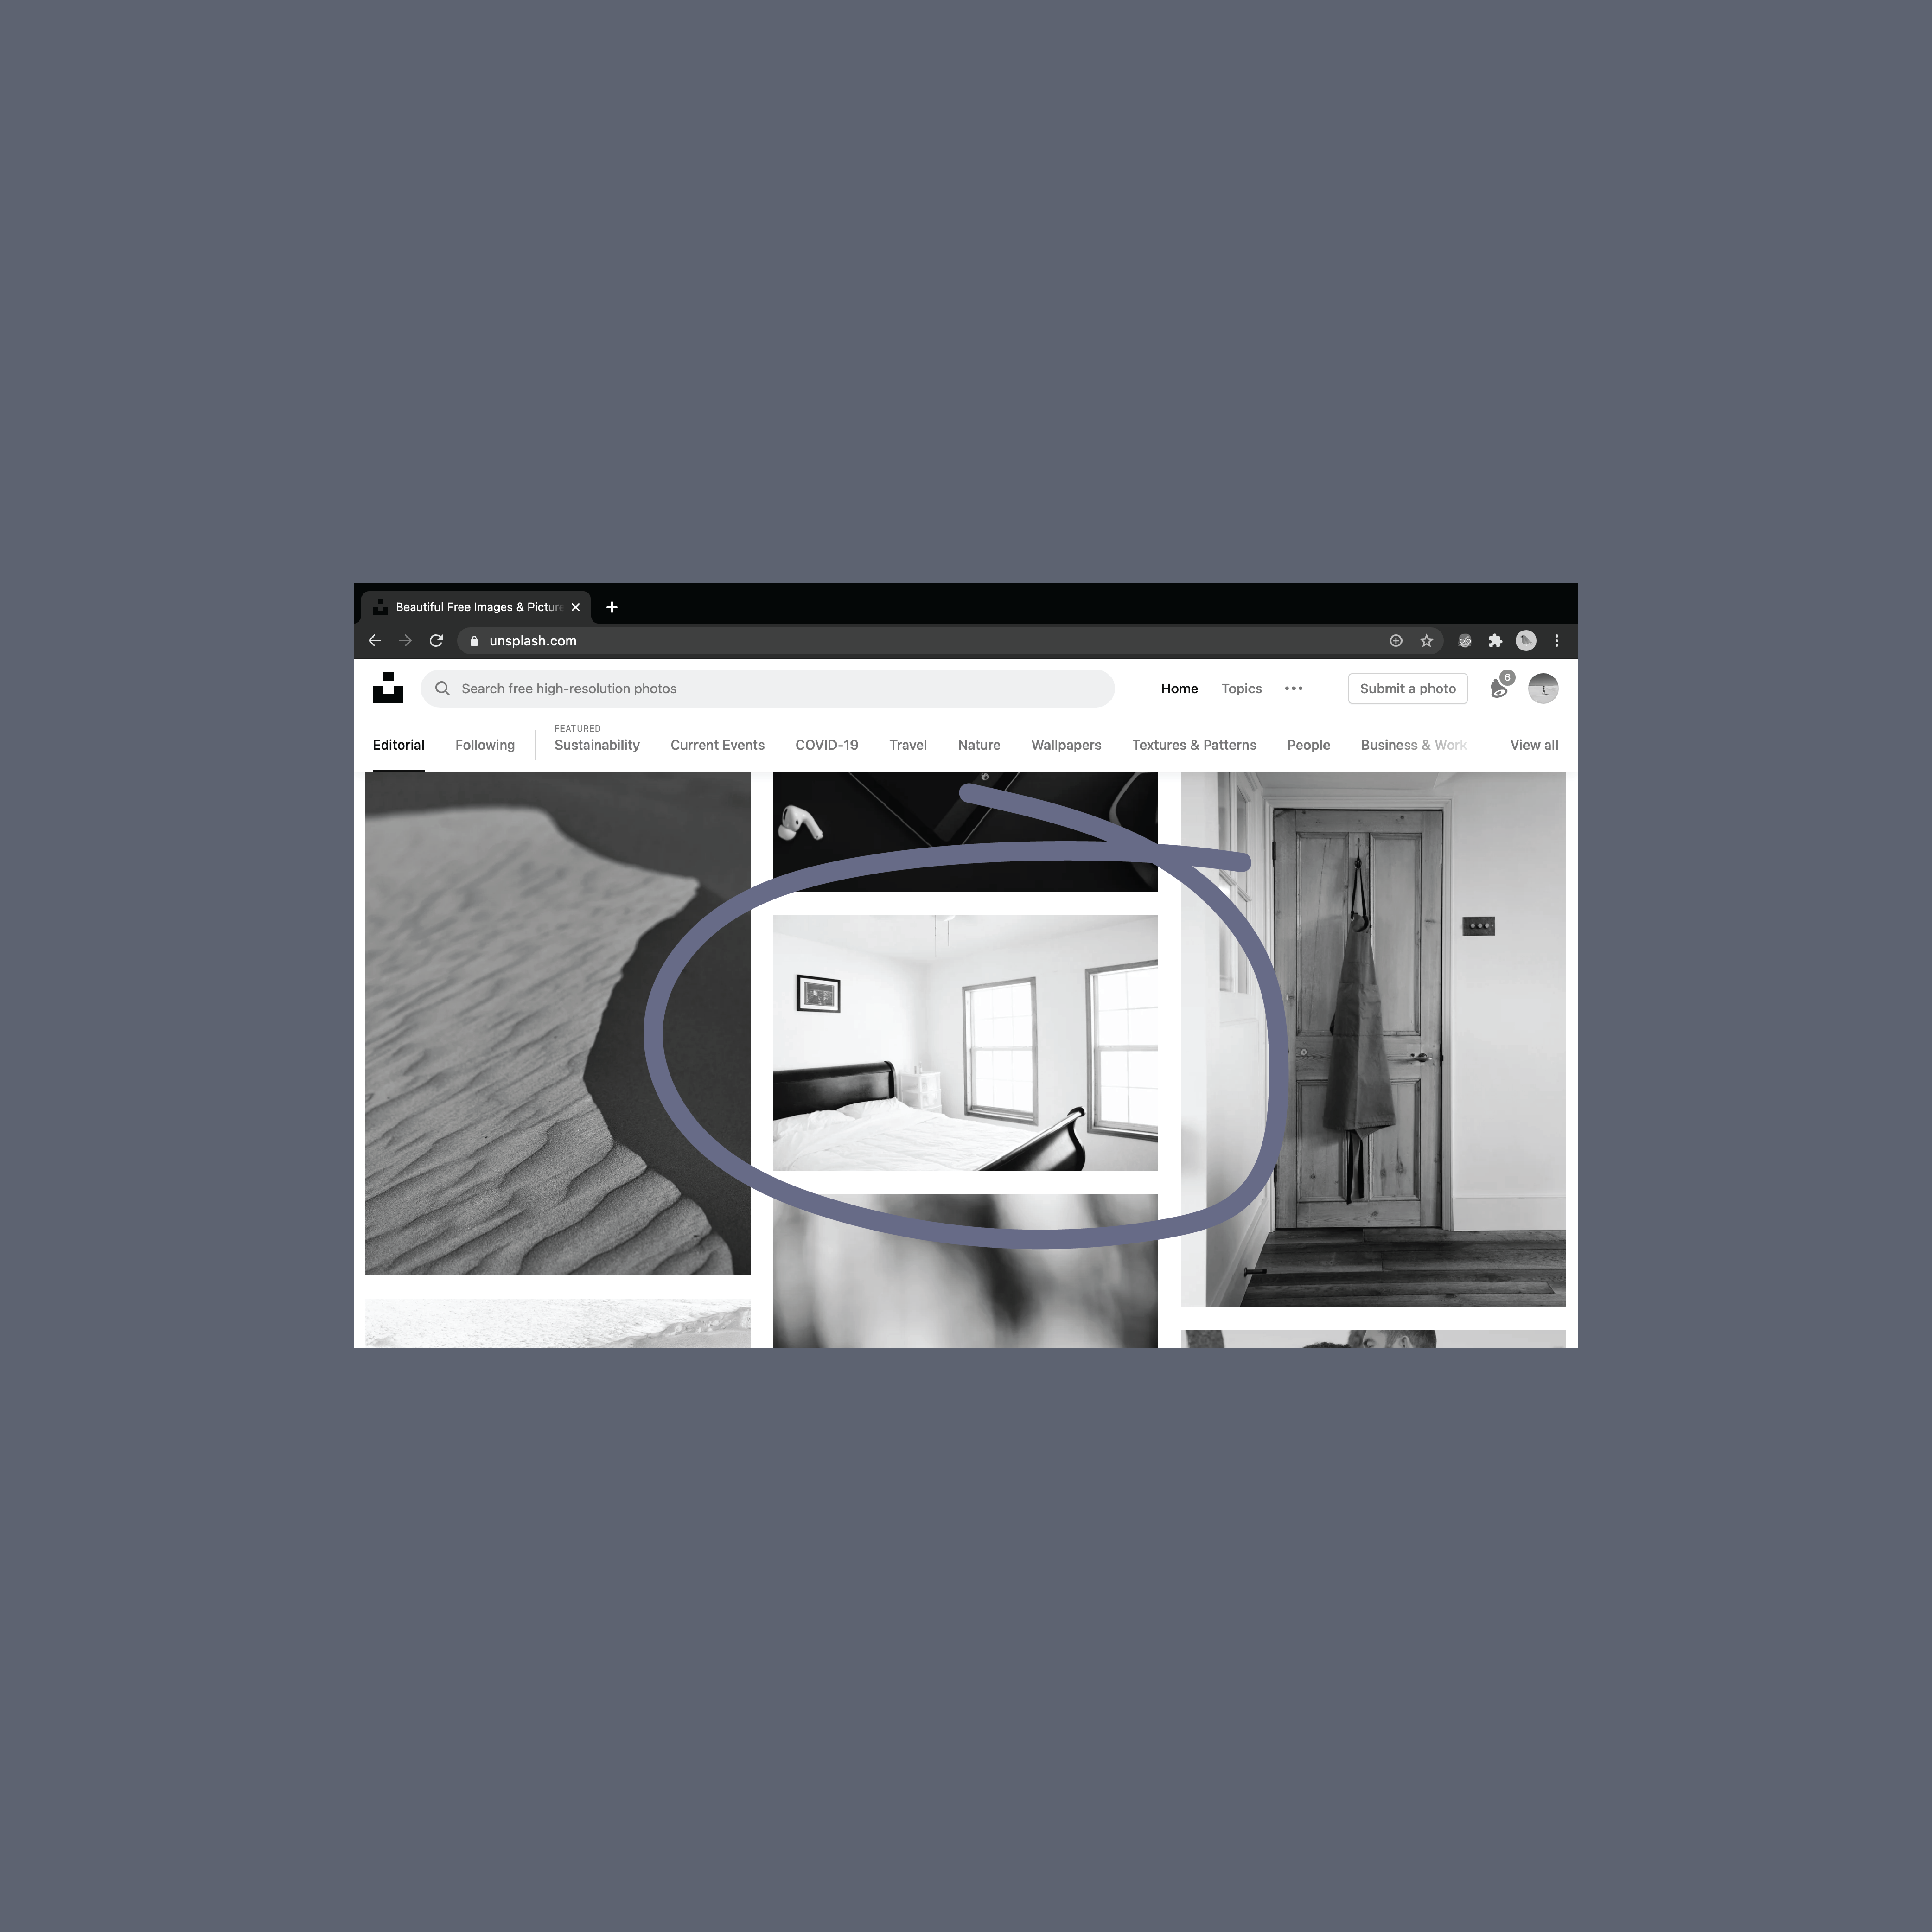 Beautiful Free Images & Pictur
unsplash.com
Search free high-resolution photos
Home Topics
Submit a photo
6
FEATURED
Editorial Following Sustainability Current Events COVID-19 Travel Nature Wallpapers Textures & Patterns People Business & Work View all